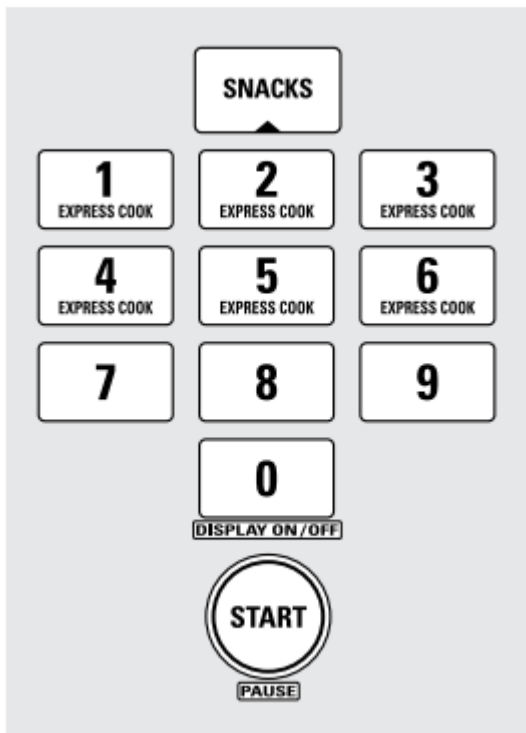 SNACKS
1 2 3
EXPRESS COOK EXPRESS COOK EXPRESS COOK
4 5 6
EXPRESS COOK EXPRESS COOK EXPRESS COOK
7 8 9
0
DISPLAY ON/OFF
START
PAUSE